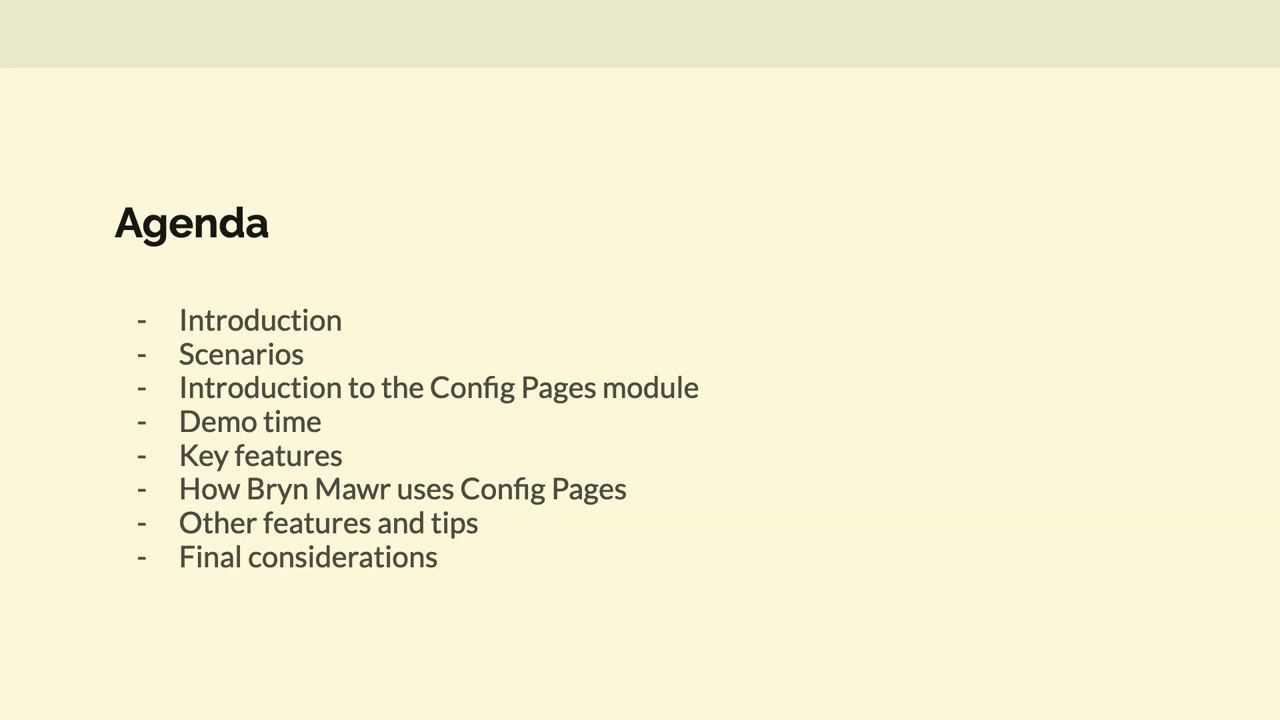 Agenda
- Introduction
- Scenarios
- Introduction to the Config Pages module
- Demo time
- Key features
- How Bryn Mawr uses Config Pages
- Other features and tips
- Final considerations